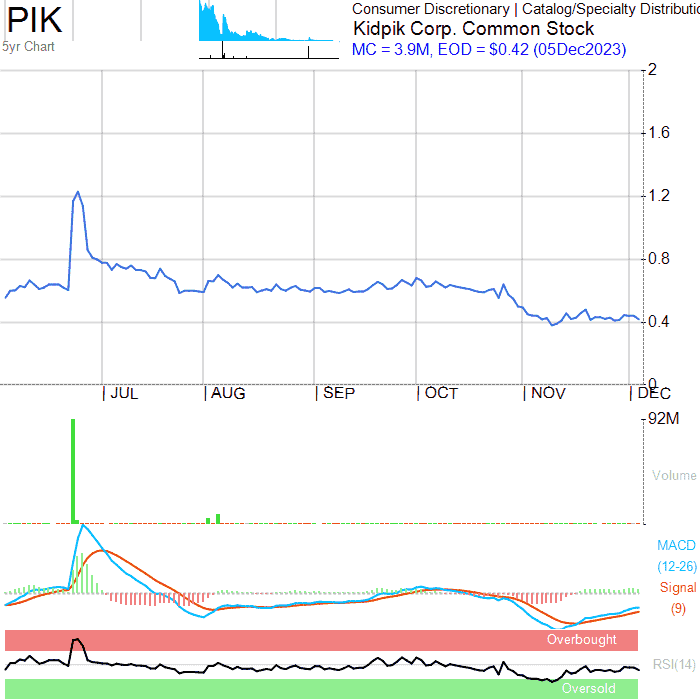 PIK
5yr Chart
Consumer Discretionary | Catalog/Specialty Distributio
Kidpik Corp. Common Stock
MC = 3.9M, EOD = $0.42 (05Dec2023)
2
1.6
1.2
0.8
0.4
0
| JUL | AUG | SEP | OCT | NOV | DEC
92M
Volume
MACD
(12-26)
Signal
(9)
Overbought
RSI(14)
Oversold